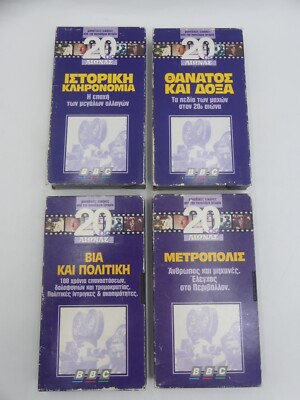 20
ΑΙΩΝΑΣ
ΙΣΤΟΡΙΚΗ
ΚΛΗΡΟΝΟΜΙΑ
Η εποχή
των μεγάλων αλλαγών
BBC
20
ΑΙΩΝΑΣ
ΘΑΝΑΤΟΣ
ΚΑΙ ΔΟΞΑ
Τα πεδία των μαχών
στον 20ο αιώνα
BBC
20
ΑΙΩΝΑΣ
ΒΙΑ
ΚΑΙ ΠΟΛΙΤΙΚΗ
100 χρόνια επαναστάσεων,
δολοφονιών και τρομοκρατίας.
Πολιτικές ίντριγκες & σκοπιμότητες.
BBC
20
ΑΙΩΝΑΣ
ΜΕΤΡΟΠΟΛΙΣ
Άνθρωπος και μηχανές.
Έλεγχος
στο Περιβάλλον.
BBC